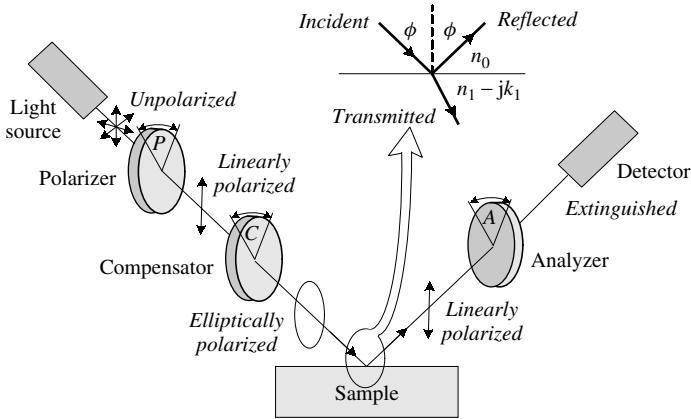 Incident
ϕ
ϕ
Reflected
n₀
n₁ – jk₁
Transmitted
Light
source
Unpolarized
P
Polarizer
Linearly
polarized
C
Compensator
Elliptically
polarized
Sample
Linearly
polarized
A
Analyzer
Extinguished
Detector